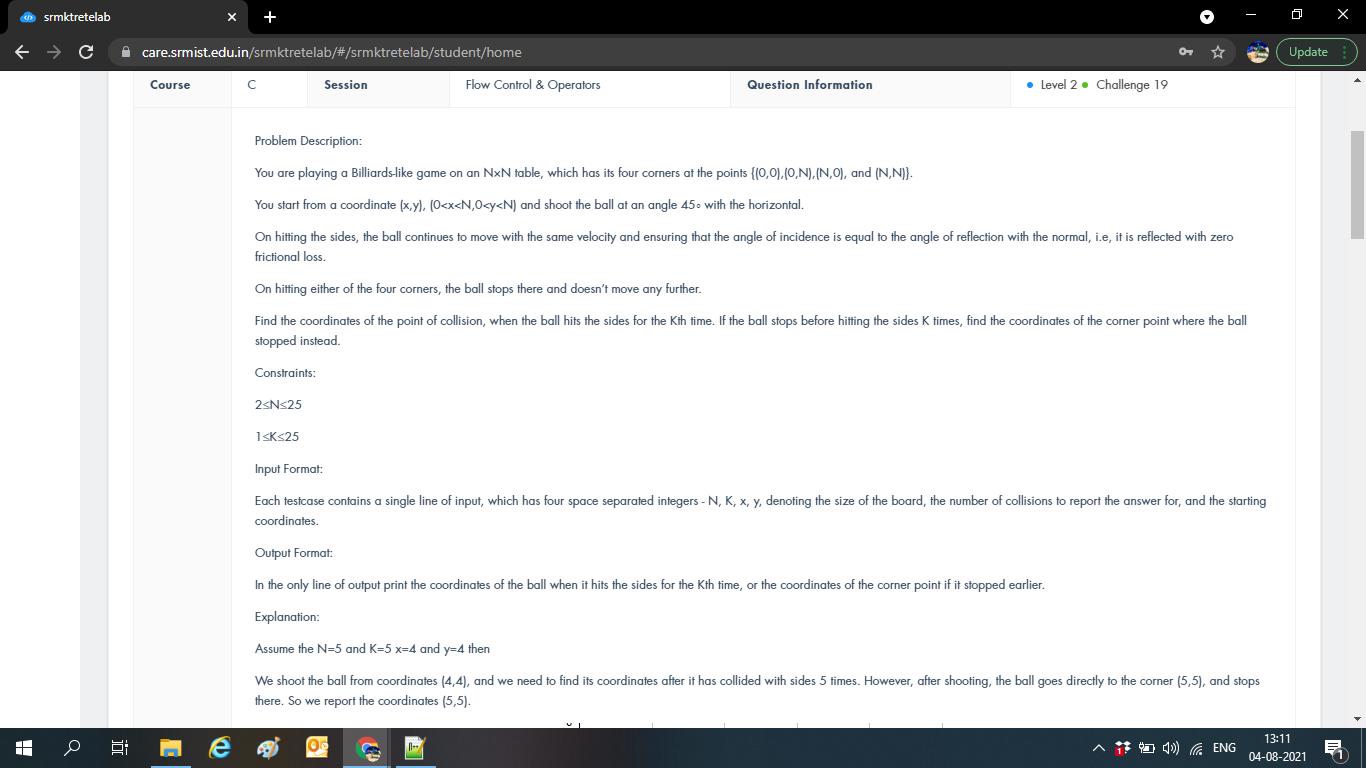 srmktretelab
care.srmist.edu.in/srmktretelab/#/srmktretelab/student/home
Update
Course C Session Flow Control & Operators Question Information Level 2 Challenge 19
Problem Description:
You are playing a Billiards-like game on an N×N table, which has its four corners at the points {(0,0),(0,N),(N,0), and (N,N)}.
You start from a coordinate (x,y), (0<x<N,0<y<N) and shoot the ball at an angle 45∘ with the horizontal.
On hitting the sides, the ball continues to move with the same velocity and ensuring that the angle of incidence is equal to the angle of reflection with the normal, i.e, it is reflected with zero
frictional loss.
On hitting either of the four corners, the ball stops there and doesn't move any further.
Find the coordinates of the point of collision, when the ball hits the sides for the Kth time. If the ball stops before hitting the sides K times, find the coordinates of the corner point where the ball
stopped instead.
Constraints:
2≤N≤25
1≤K≤25
Input Format:
Each testcase contains a single line of input, which has four space separated integers - N, K, x, y, denoting the size of the board, the number of collisions to report the answer for, and the starting
coordinates.
Output Format:
In the only line of output print the coordinates of the ball when it hits the sides for the Kth time, or the coordinates of the corner point if it stopped earlier.
Explanation:
Assume the N=5 and K=5 x=4 and y=4 then
We shoot the ball from coordinates (4,4), and we need to find its coordinates after it has collided with sides 5 times. However, after shooting, the ball goes directly to the corner (5,5), and stops
there. So we report the coordinates (5,5).
ENG
13:11
04-08-2021
1